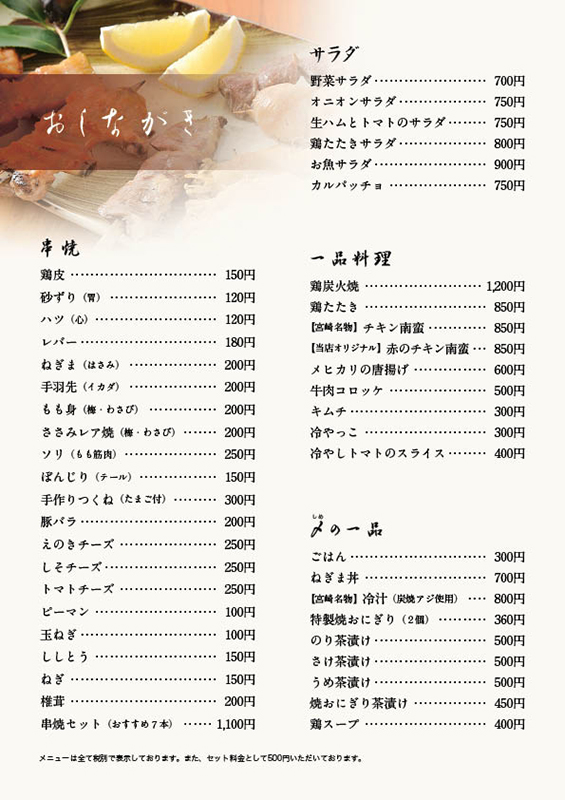 おしながき
串焼
鶏皮 ………………… 150円
砂ずり（胃） ………………… 120円
ハツ（心） ………………… 120円
レバー ………………… 180円
ねぎま（はさみ） ………………… 200円
手羽先（イカダ） ………………… 200円
もも身（梅・わさび） ………………… 200円
ささみレア焼（梅・わさび） ………………… 200円
ソリ（もも筋肉） ………………… 250円
ぼんじり（テール） ………………… 150円
手作りつくね（たまご付） ………………… 300円
豚バラ ………………… 200円
えのきチーズ ………………… 250円
しそチーズ ………………… 250円
トマトチーズ ………………… 250円
ピーマン ………………… 100円
玉ねぎ ………………… 100円
ししとう ………………… 150円
ねぎ ………………… 150円
椎茸 ………………… 200円
串焼セット（おすすめ7本） ………………… 1,100円
サラダ
野菜サラダ ………………… 700円
オニオンサラダ ………………… 750円
生ハムとトマトのサラダ ………………… 750円
鶏たたきサラダ ………………… 800円
お魚サラダ ………………… 900円
カルパッチョ ………………… 750円
一品料理
鶏炭火焼 ………………… 1,200円
鶏たたき ………………… 850円
【宮崎名物】チキン南蛮 ………………… 850円
【当店オリジナル】赤のチキン南蛮 … 850円
メヒカリの唐揚げ ………………… 600円
牛肉コロッケ ………………… 500円
キムチ ………………… 300円
冷やっこ ………………… 300円
冷やしトマトのスライス ………………… 400円
しめ
〆の一品
ごはん ………………… 300円
ねぎま丼 ………………… 700円
【宮崎名物】冷汁（炭焼アジ使用） … 800円
特製焼おにぎり（2個） ………………… 360円
のり茶漬け ………………… 500円
さけ茶漬け ………………… 500円
うめ茶漬け ………………… 500円
焼おにぎり茶漬け ………………… 450円
鶏スープ ………………… 400円
メニューは全て税別で表示しております。また、セット料金として500円いただいております。